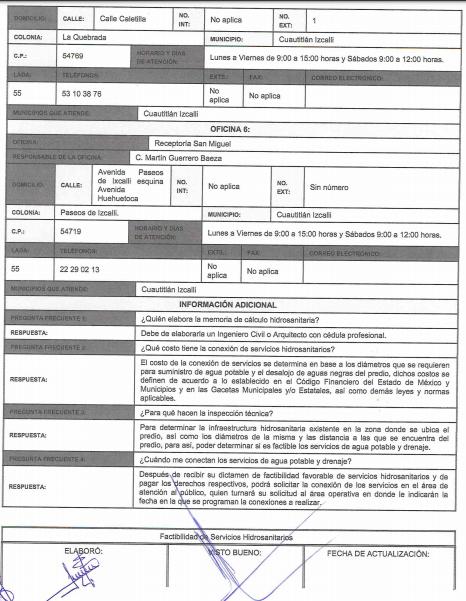 DOMICILIO: CALLE: Calle Caletilla NO. INT: No aplica NO. EXT: 1
COLONIA: La Quebrada MUNICIPIO: Cuautitlán Izcalli
C.P.: 54769 HORARIO Y DÍAS DE ATENCIÓN: Lunes a Viernes de 9:00 a 15:00 horas y Sábados 9:00 a 12:00 horas.
LADA: TELÉFONOS: EXTS.: FAX: CORREO ELECTRÓNICO:
55 53 10 38 76 No aplica No aplica
MUNICIPIOS QUE ATIENDE: Cuautitlán Izcalli
OFICINA 6:
OFICINA: Receptoría San Miguel
RESPONSABLE DE LA OFICINA: C. Martín Guerrero Baeza
DOMICILIO: CALLE: Avenida Paseos de Ixcalli esquina Avenida Huehuetoca NO. INT: No aplica NO. EXT: Sin número
COLONIA: Paseos de Izcalli. MUNICIPIO: Cuautitlán Izcalli
C.P.: 54719 HORARIO Y DÍAS DE ATENCIÓN: Lunes a Viernes de 9:00 a 15:00 horas y Sábados 9:00 a 12:00 horas.
LADA: TELÉFONOS: EXTS.: FAX: CORREO ELECTRÓNICO:
55 22 29 02 13 No aplica No aplica
MUNICIPIOS QUE ATIENDE: Cuautitlán Izcalli
INFORMACIÓN ADICIONAL
PREGUNTA FRECUENTE 1: ¿Quién elabora la memoria de cálculo hidrosanitaria?
RESPUESTA: Debe de elaborarla un Ingeniero Civil o Arquitecto con cédula profesional.
PREGUNTA FRECUENTE 2: ¿Qué costo tiene la conexión de servicios hidrosanitarios?
RESPUESTA: El costo de la conexión de servicios se determina en base a los diámetros que se requieren
para suministro de agua potable y el desalojo de aguas negras del predio, dichos costos se
definen de acuerdo a lo establecido en el Código Financiero del Estado de México y
Municipios y en las Gacetas Municipales y/o Estatales, así como demás leyes y normas
aplicables.
PREGUNTA FRECUENTE 3: ¿Para qué hacen la inspección técnica?
RESPUESTA: Para determinar la infraestructura hidrosanitaria existente en la zona donde se ubica el
predio, así como los diámetros de la misma y las distancia a las que se encuentra del
predio, para así, poder determinar si es factible los servicios de agua potable y drenaje.
PREGUNTA FRECUENTE 4: ¿Cuándo me conectan los servicios de agua potable y drenaje?
RESPUESTA: Después de recibir su dictamen de factibilidad favorable de servicios hidrosanitarios y de
pagar los derechos respectivos, podrá solicitar la conexión de los servicios en el área de
atención al público, quien turnará su solicitud al área operativa en donde le indicarán la
fecha en la que se programan la conexiones a realizar.
Factibilidad de Servicios Hidrosanitarios
ELABORÓ: VISTO BUENO: FECHA DE ACTUALIZACIÓN: